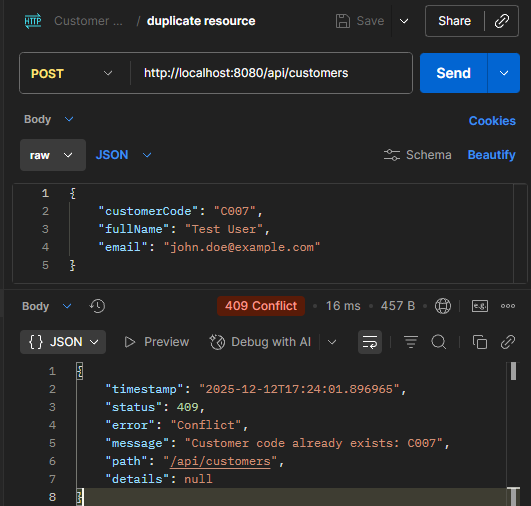 HTTP Customer ... / duplicate resource Save Share
POST http://localhost:8080/api/customers Send
Body Cookies
raw JSON Schema Beautify
1 {
2 "customerCode": "C007",
3 "fullName": "Test User",
4 "email": "john.doe@example.com"
5 }
Body 409 Conflict • 16 ms • 457 B • e.g.
{} JSON Preview Debug with AI
1 {
2 "timestamp": "2025-12-12T17:24:01.896965",
3 "status": 409,
4 "error": "Conflict",
5 "message": "Customer code already exists: C007",
6 "path": "/api/customers",
7 "details": null
8 }